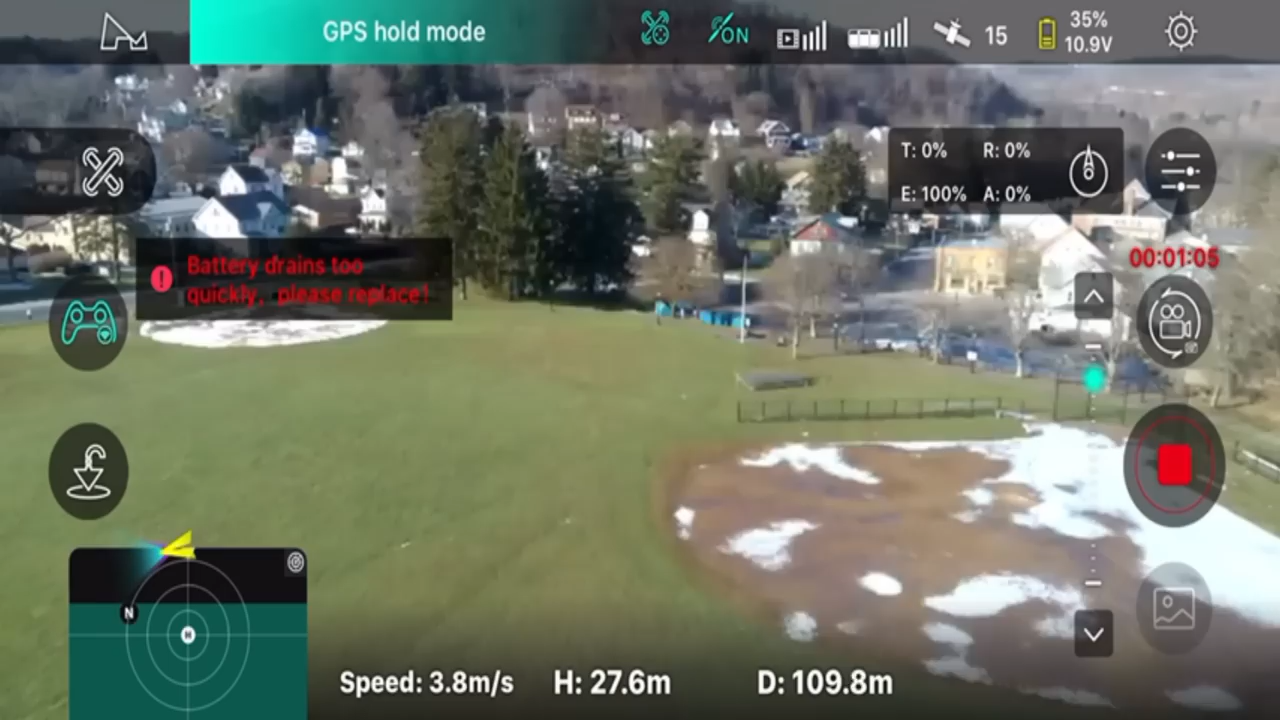 GPS hold mode
ON
15
35%
10.9V
T: 0% R: 0%
E: 100% A: 0%
Battery drains too
quickly, please replace!
00:01:05
N
H
Speed: 3.8m/s H: 27.6m D: 109.8m